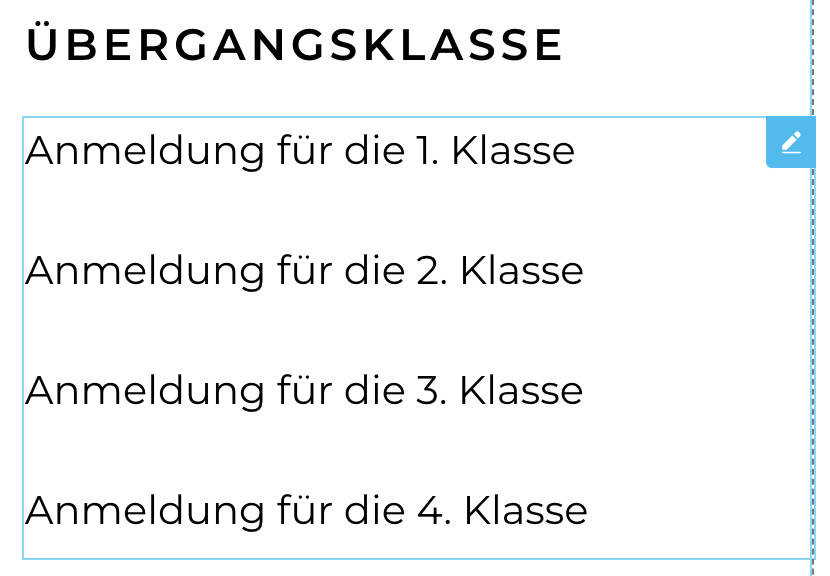 ÜBERGANGSKLASSE
Anmeldung für die 1. Klasse
Anmeldung für die 2. Klasse
Anmeldung für die 3. Klasse
Anmeldung für die 4. Klasse